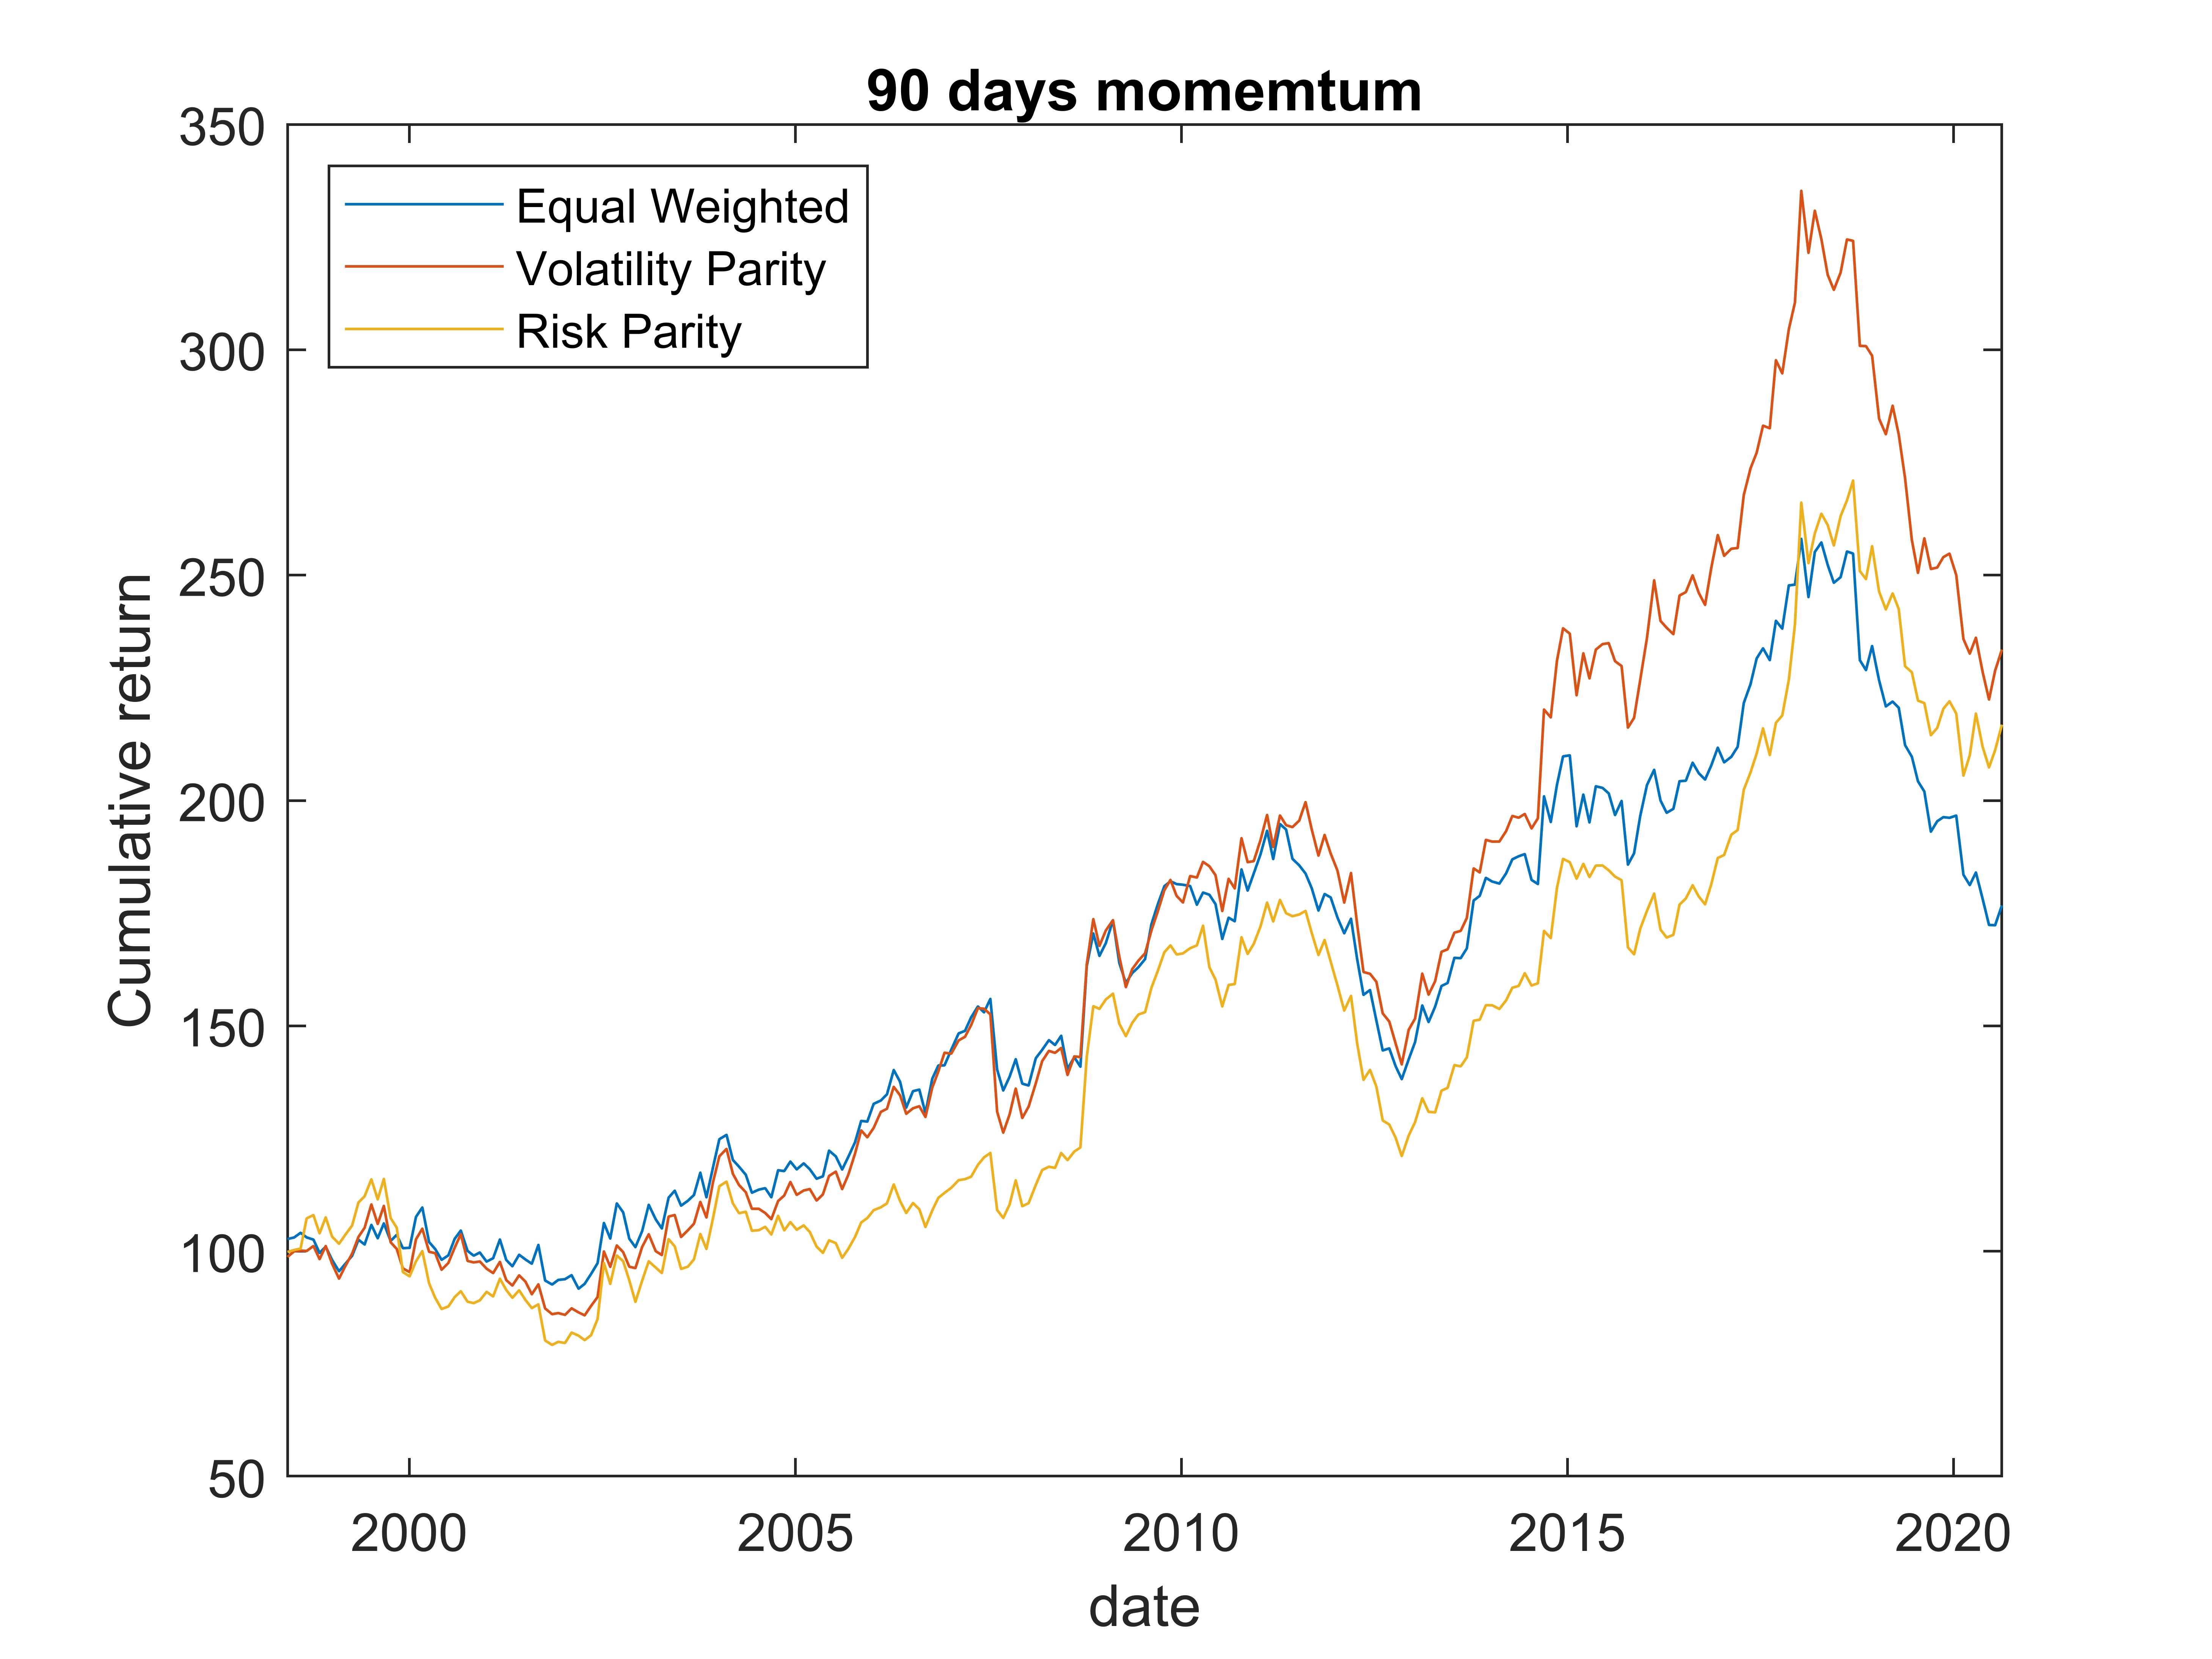 90 days momemtum
350
300
250
200
150
100
50
Cumulative return
Equal Weighted
Volatility Parity
Risk Parity
2000 2005 2010 2015 2020
date